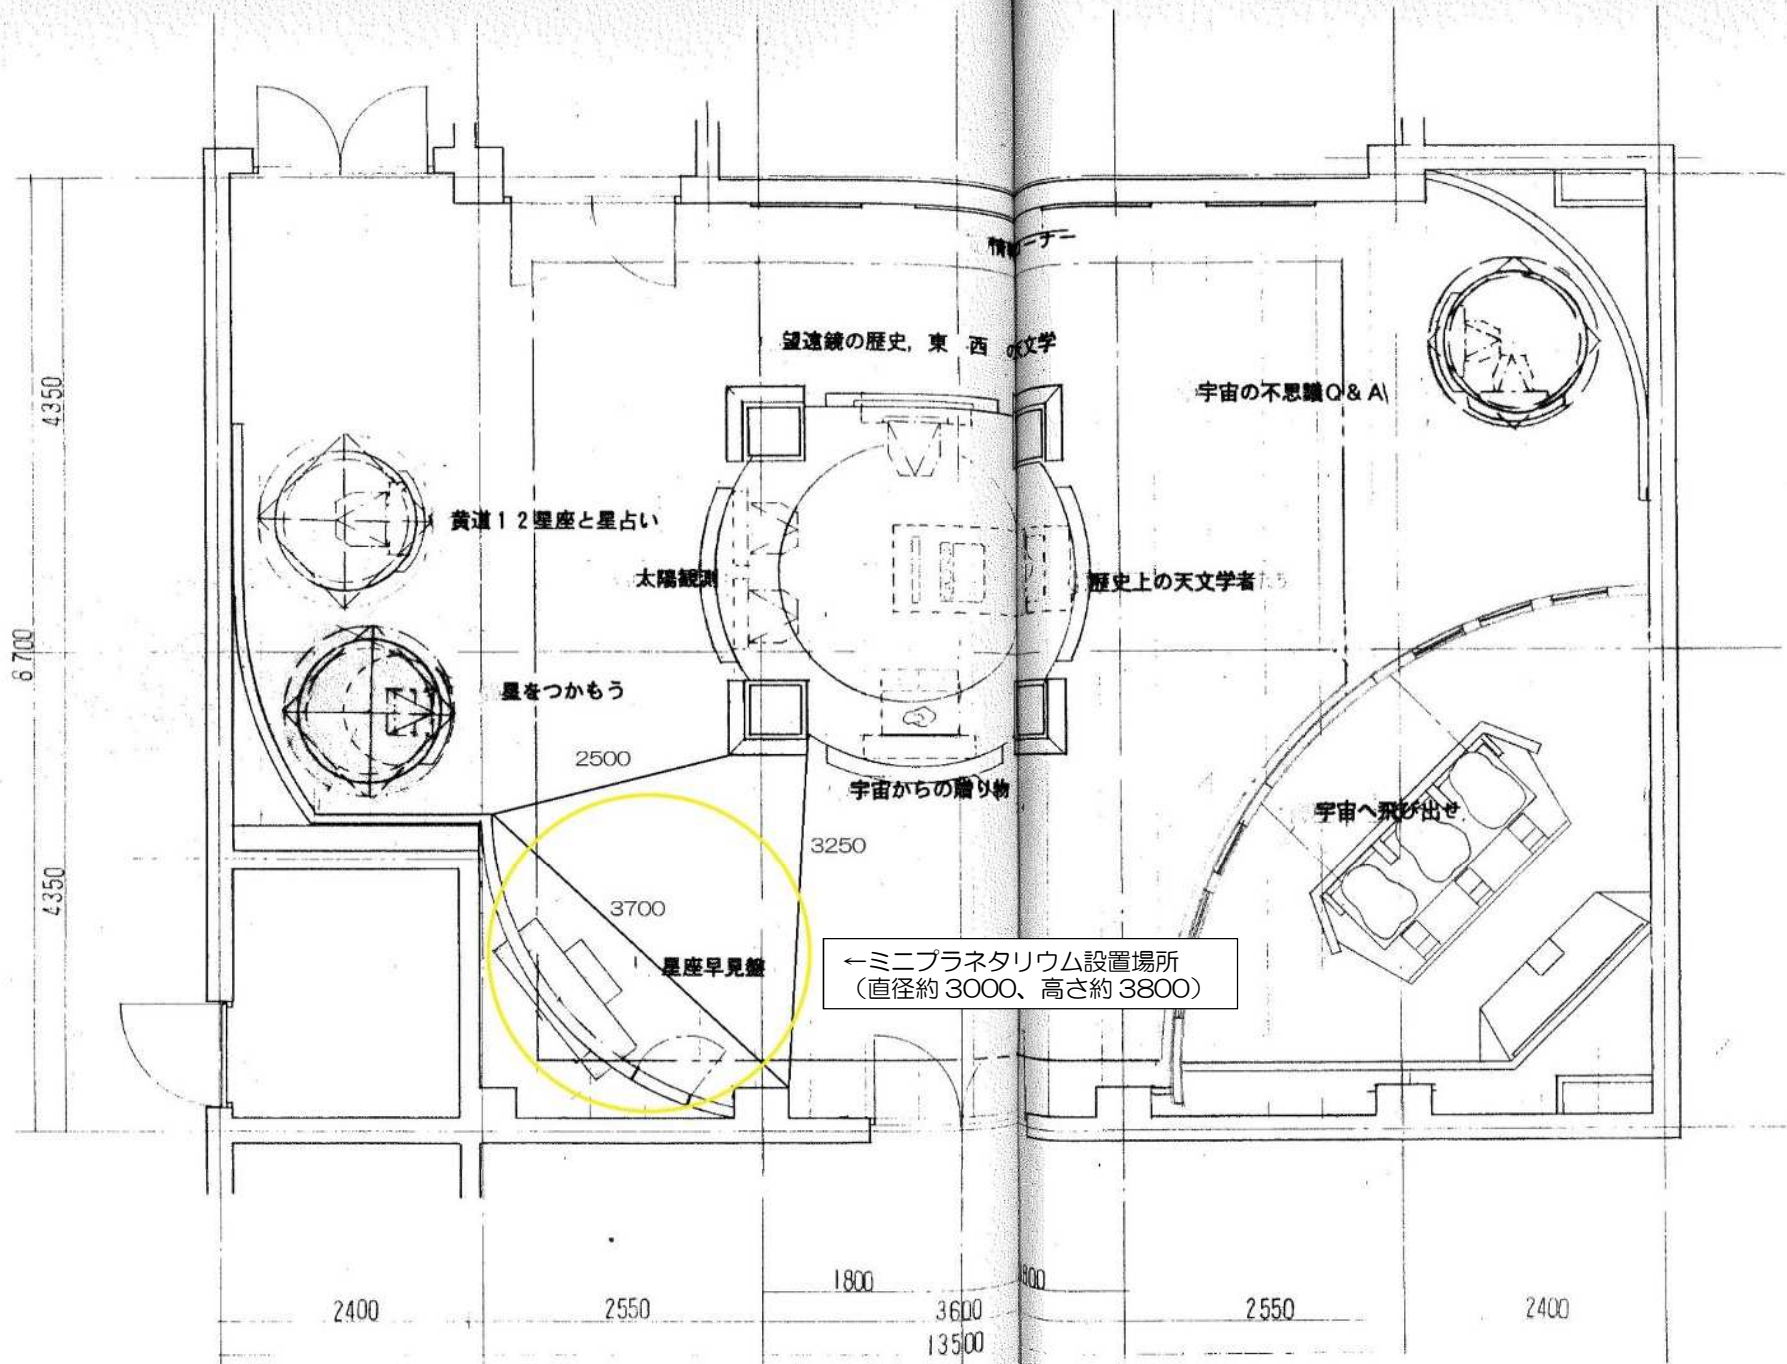 情報コーナー
望遠鏡の歴史, 東 西 の天文学
宇宙の不思議Q & A
4350
黄道12星座と星占い
太陽観測
歴史上の天文学者たち
8700
星をつかもう
2500
宇宙からの贈り物
宇宙へ飛び出せ
3250
4350
3700
星座早見盤
←ミニプラネタリウム設置場所
（直径約3000、高さ約3800）
1800
1800
2400
2550
3600
2550
2400
13500